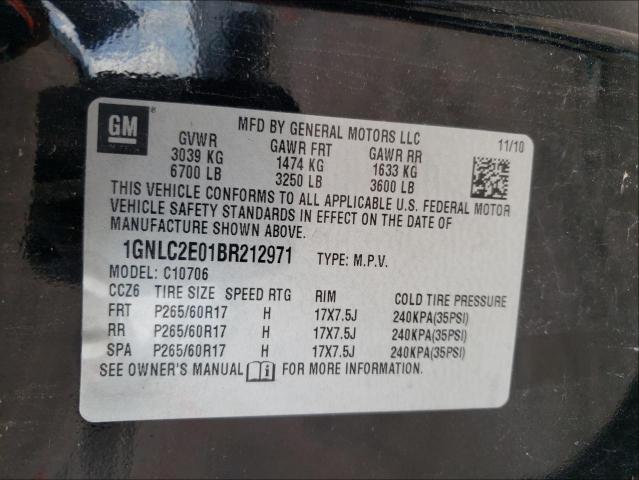 GM
MFD BY GENERAL MOTORS LLC 11/10
GVWR GAWR FRT GAWR RR
3039 KG 1474 KG 1633 KG
6700 LB 3250 LB 3600 LB
THIS VEHICLE CONFORMS TO ALL APPLICABLE U.S. FEDERAL MOTOR
VEHICLE SAFETY STANDARDS IN EFFECT ON THE DATE OF
MANUFACTURE SHOWN ABOVE.
1GNLC2E01BR212971 TYPE: M.P.V.
MODEL: C10706
CCZ6 TIRE SIZE SPEED RTG RIM COLD TIRE PRESSURE
FRT P265/60R17 H 17X7.5J 240KPA(35PSI)
RR P265/60R17 H 17X7.5J 240KPA(35PSI)
SPA P265/60R17 H 17X7.5J 240KPA(35PSI)
SEE OWNER'S MANUAL FOR MORE INFORMATION.